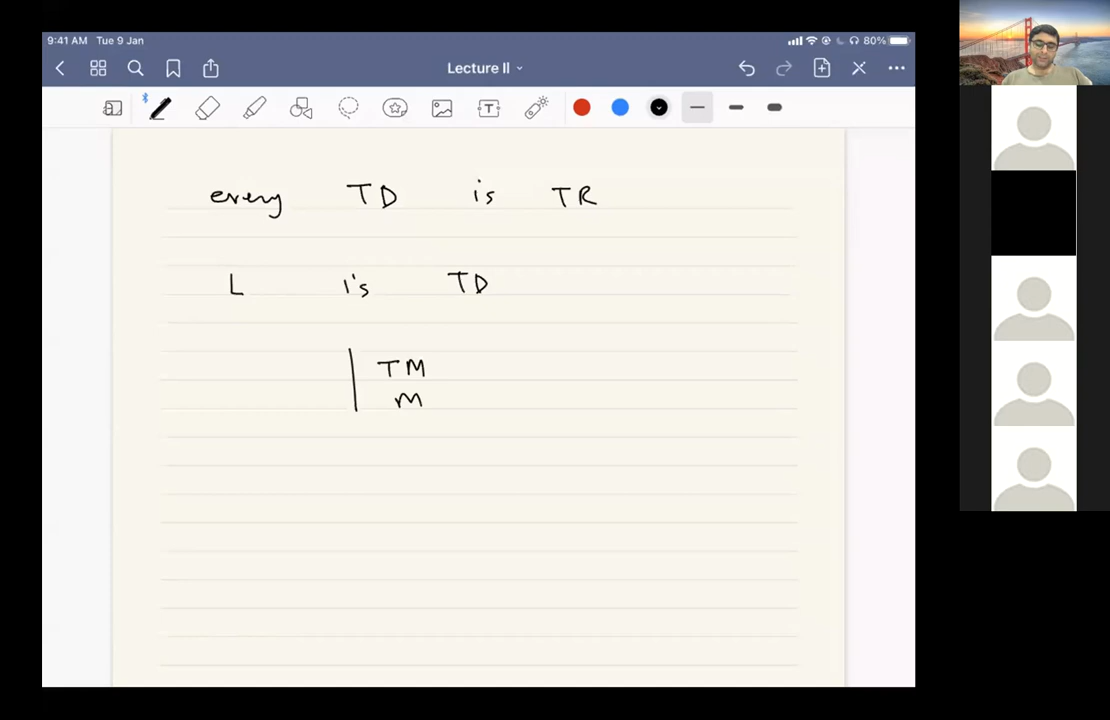 9:41 AM Tue 9 Jan 80%
Lecture II
every TD is TR
L is TD
TM
M